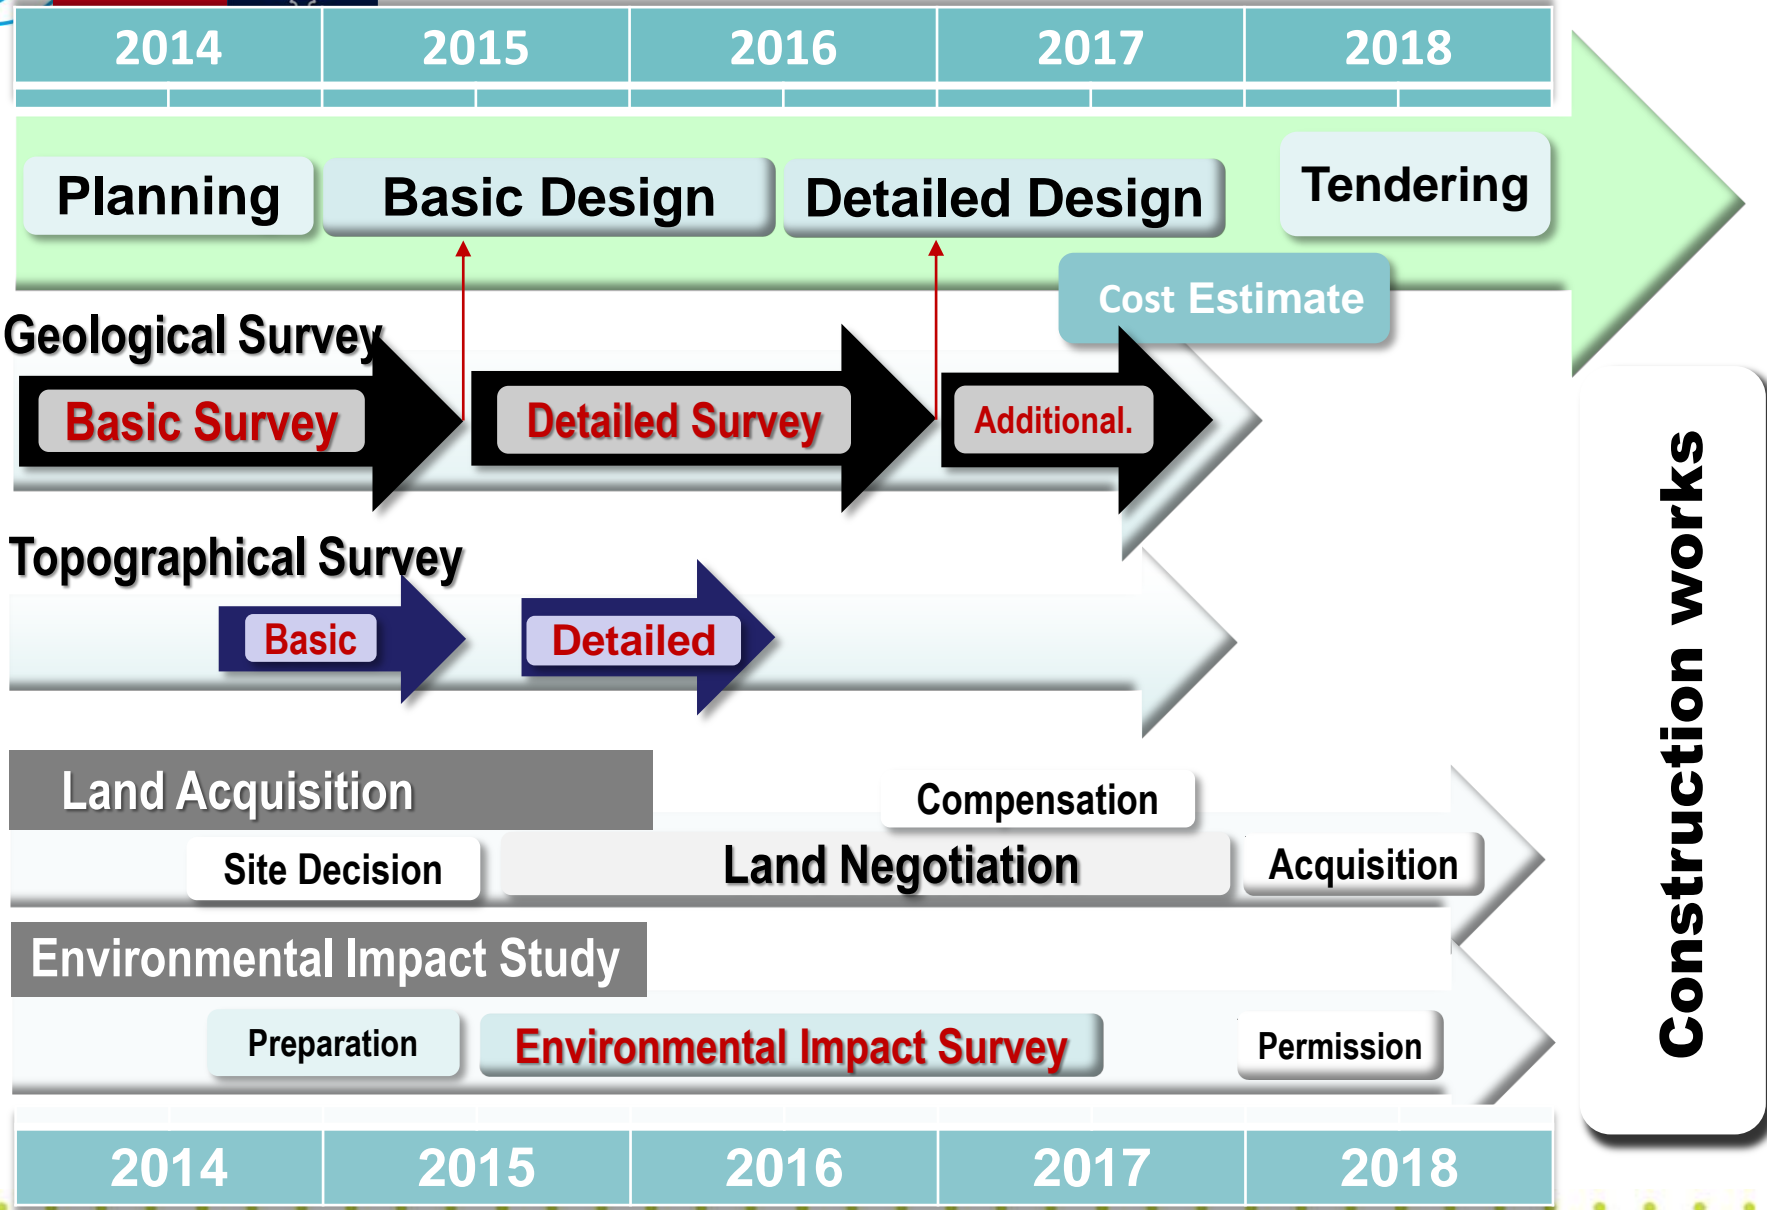 2014 2015 2016 2017 2018
Planning Basic Design Detailed Design Tendering
Cost Estimate
Geological Survey
Basic Survey Detailed Survey Additional.
Topographical Survey
Basic Detailed
Land Acquisition
Compensation
Site Decision Land Negotiation Acquisition
Environmental Impact Study
Preparation Environmental Impact Survey Permission
Construction works
2014 2015 2016 2017 2018